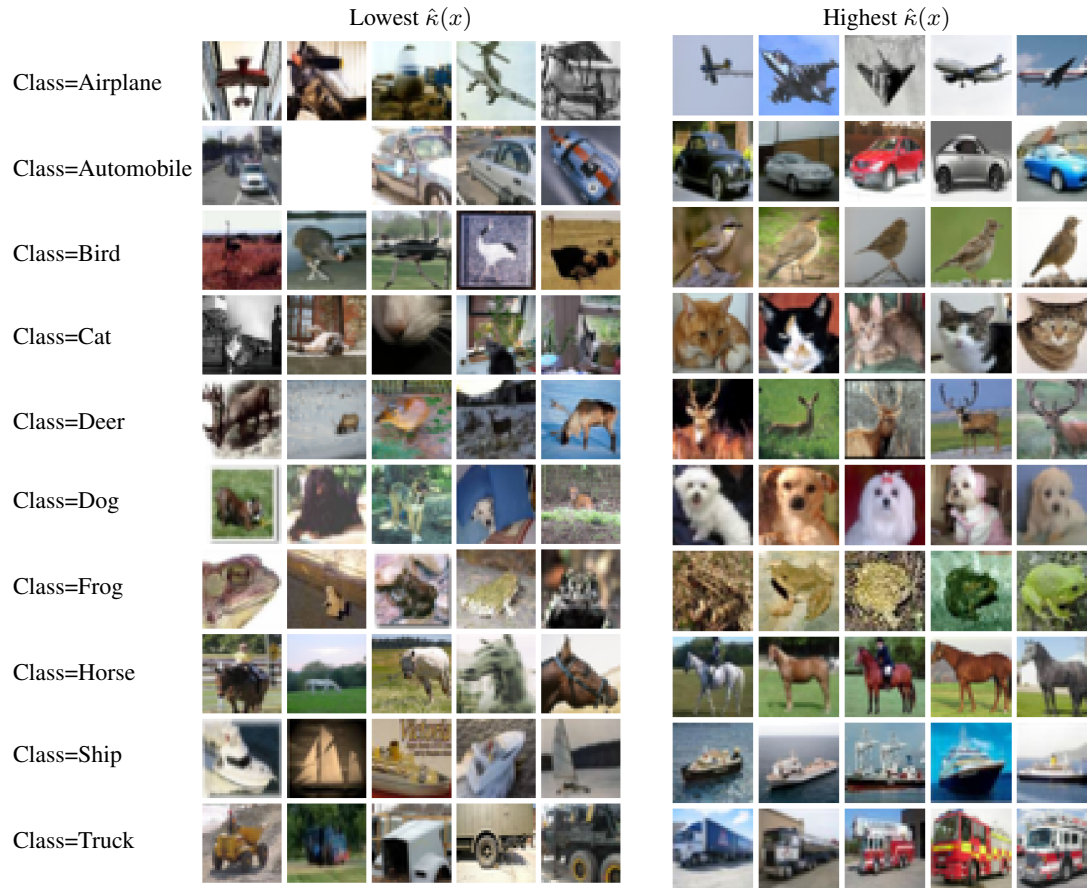 Lowest κ̂(x)
Highest κ̂(x)
Class=Airplane
Class=Automobile
Class=Bird
Class=Cat
Class=Deer
Class=Dog
Class=Frog
Class=Horse
Class=Ship
Class=Truck